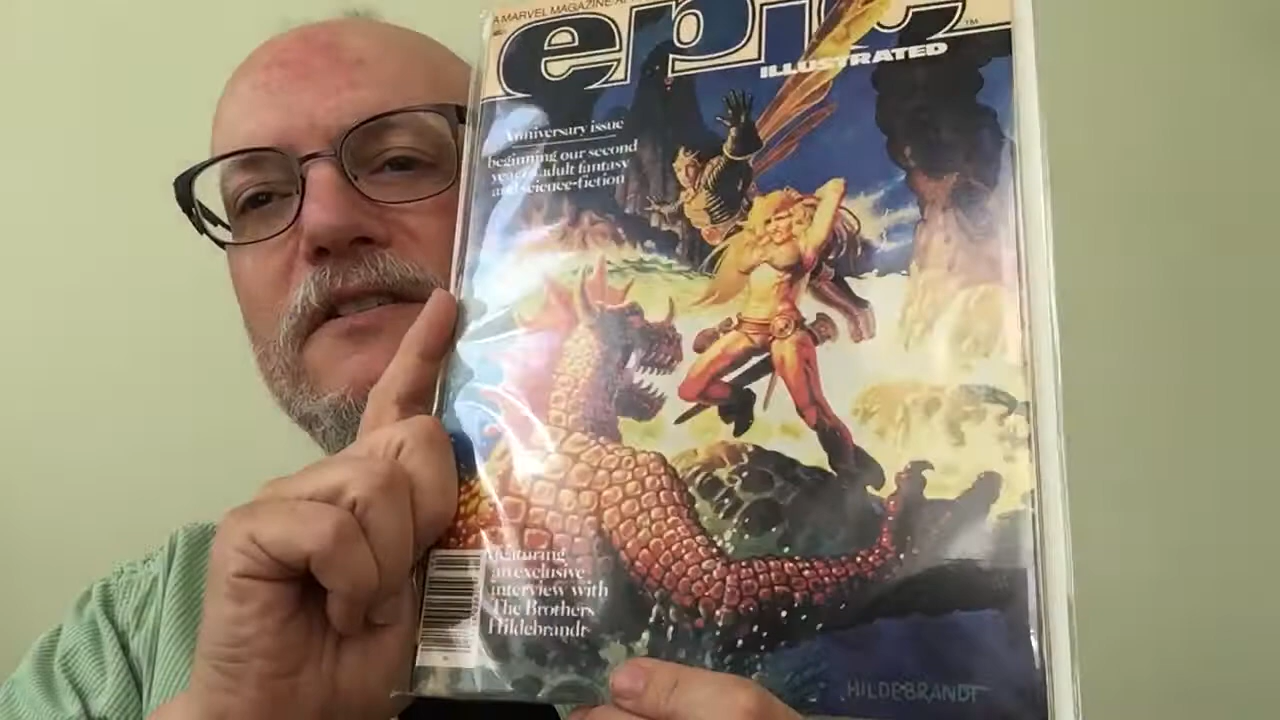 A MARVEL MAGAZINE
epic
TM
ILLUSTRATED
Anniversary issue
beginning our second
year of adult fantasy
and science-fiction
Featuring
an exclusive
interview with
The Brothers
Hildebrandt
HILDEBRANDT